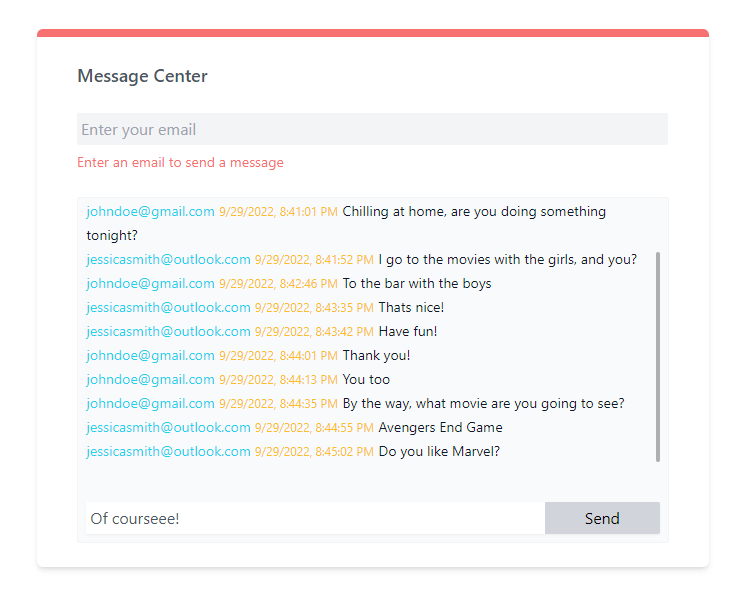 Message Center
Enter your email
Enter an email to send a message
johndoe@gmail.com 9/29/2022, 8:41:01 PM Chilling at home, are you doing something
tonight?
jessicasmith@outlook.com 9/29/2022, 8:41:52 PM I go to the movies with the girls, and you?
johndoe@gmail.com 9/29/2022, 8:42:46 PM To the bar with the boys
jessicasmith@outlook.com 9/29/2022, 8:43:35 PM Thats nice!
jessicasmith@outlook.com 9/29/2022, 8:43:42 PM Have fun!
johndoe@gmail.com 9/29/2022, 8:44:01 PM Thank you!
johndoe@gmail.com 9/29/2022, 8:44:13 PM You too
johndoe@gmail.com 9/29/2022, 8:44:35 PM By the way, what movie are you going to see?
jessicasmith@outlook.com 9/29/2022, 8:44:55 PM Avengers End Game
jessicasmith@outlook.com 9/29/2022, 8:45:02 PM Do you like Marvel?
Of courseee! Send